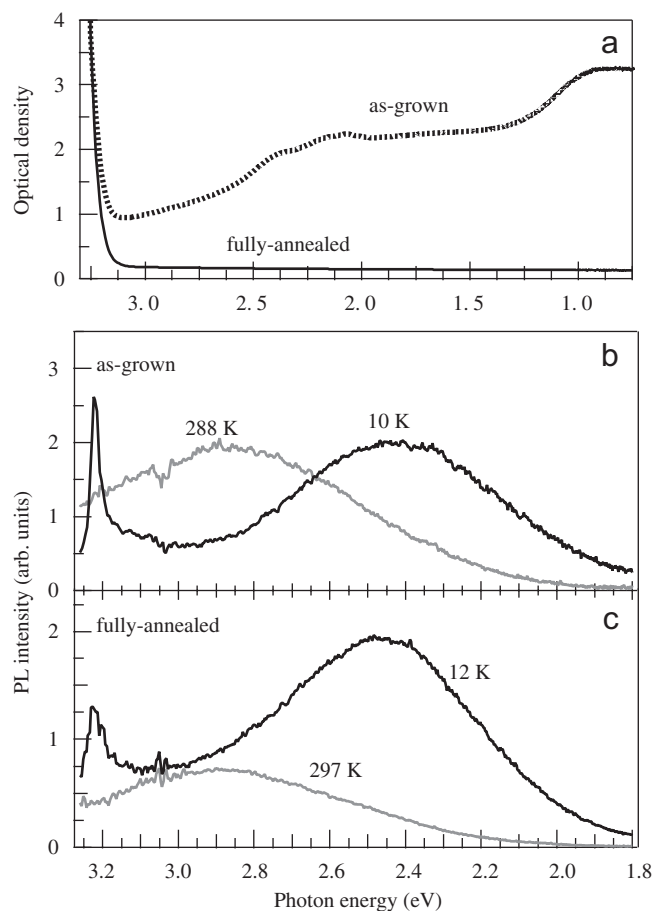 a
4
3
2
1
0
Optical density
as-grown
fully-annealed
3.0 2.5 2.0 1.5 1.0
b
3
2
1
0
as-grown
288 K
10 K
PL intensity (arb. units)
c
2
1
0
fully-annealed
12 K
297 K
3.2 3.0 2.8 2.6 2.4 2.2 2.0 1.8
Photon energy (eV)